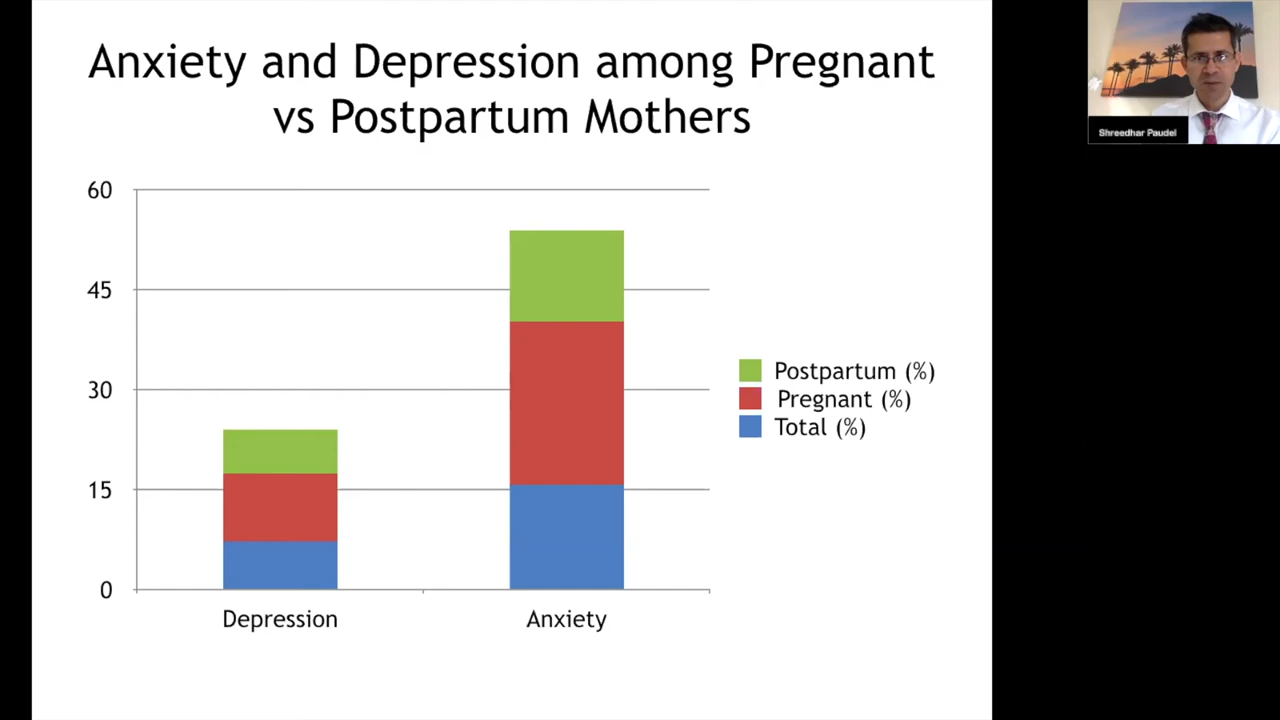 Anxiety and Depression among Pregnant
vs Postpartum Mothers
Shreedhar Paudel
60
45
30
15
0
Depression
Anxiety
Postpartum (%)
Pregnant (%)
Total (%)